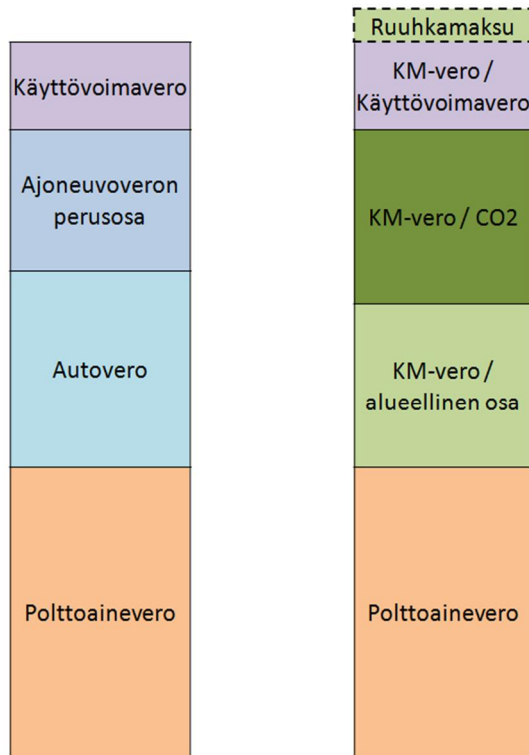 Käyttövoimavero
Ajoneuvoveron
perusosa
Autovero
Polttoainevero
Ruuhkamaksu
KM-vero /
Käyttövoimavero
KM-vero / CO2
KM-vero /
alueellinen osa
Polttoainevero